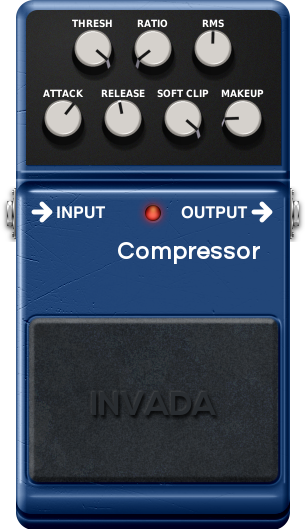 THRESH RATIO RMS
ATTACK RELEASE SOFT CLIP MAKEUP
INPUT OUTPUT
Compressor
INVADA